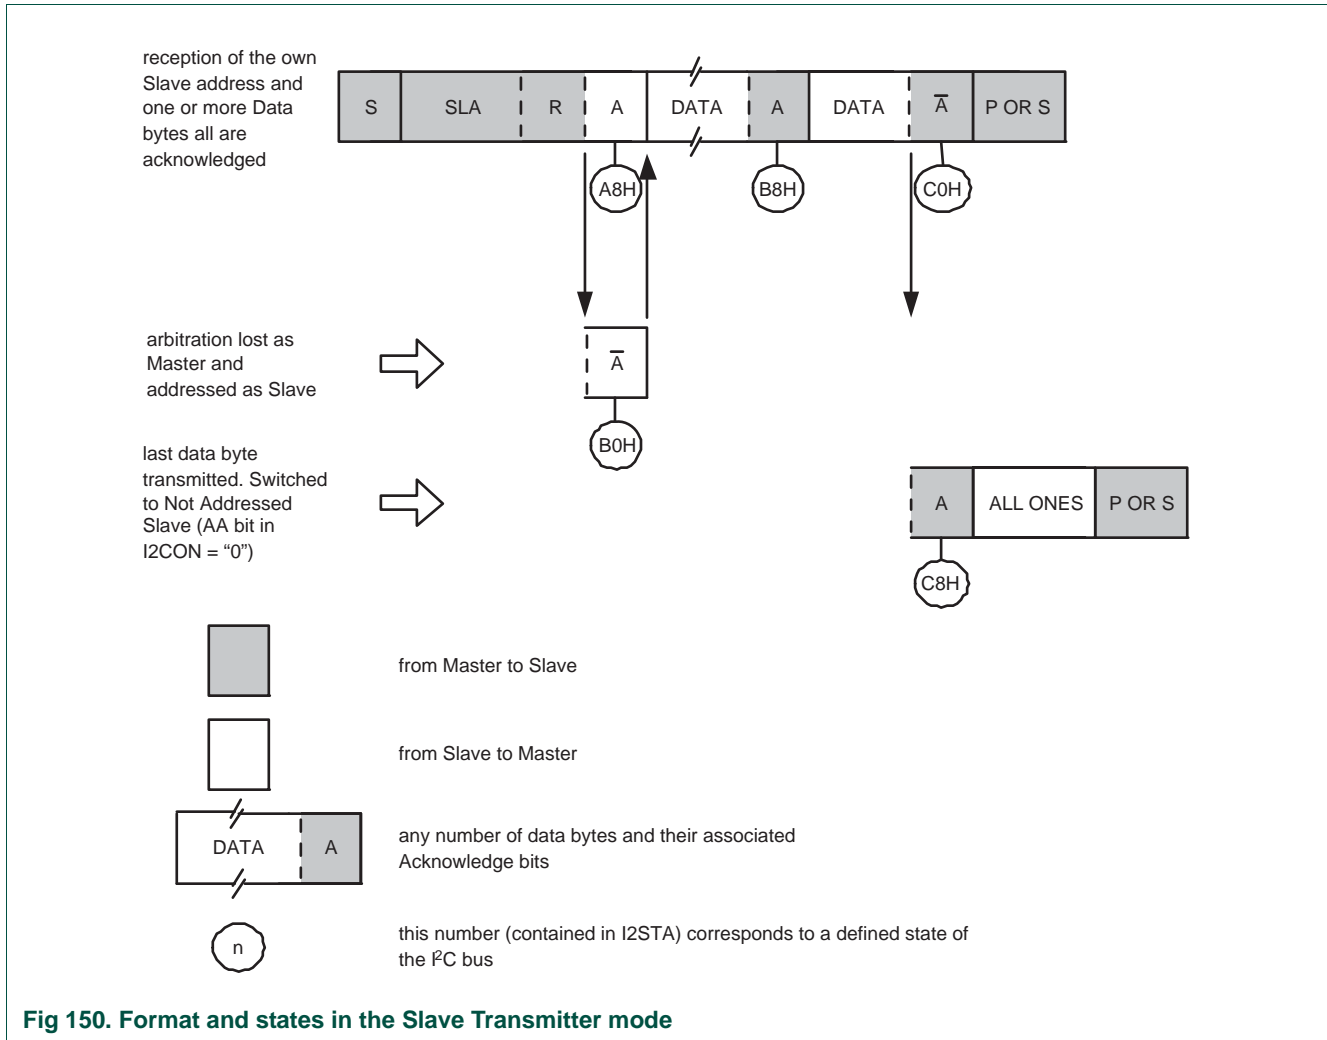 reception of the own
Slave address and
one or more Data
bytes all are
acknowledged
S SLA R A DATA A DATA A̅ P OR S
A8H B8H C0H
arbitration lost as
Master and
addressed as Slave
A̅
B0H
last data byte
transmitted. Switched
to Not Addressed
Slave (AA bit in
I2CON = “0”)
A ALL ONES P OR S
C8H
from Master to Slave
from Slave to Master
DATA A
any number of data bytes and their associated
Acknowledge bits
n
this number (contained in I2STA) corresponds to a defined state of
the I²C bus
Fig 150. Format and states in the Slave Transmitter mode